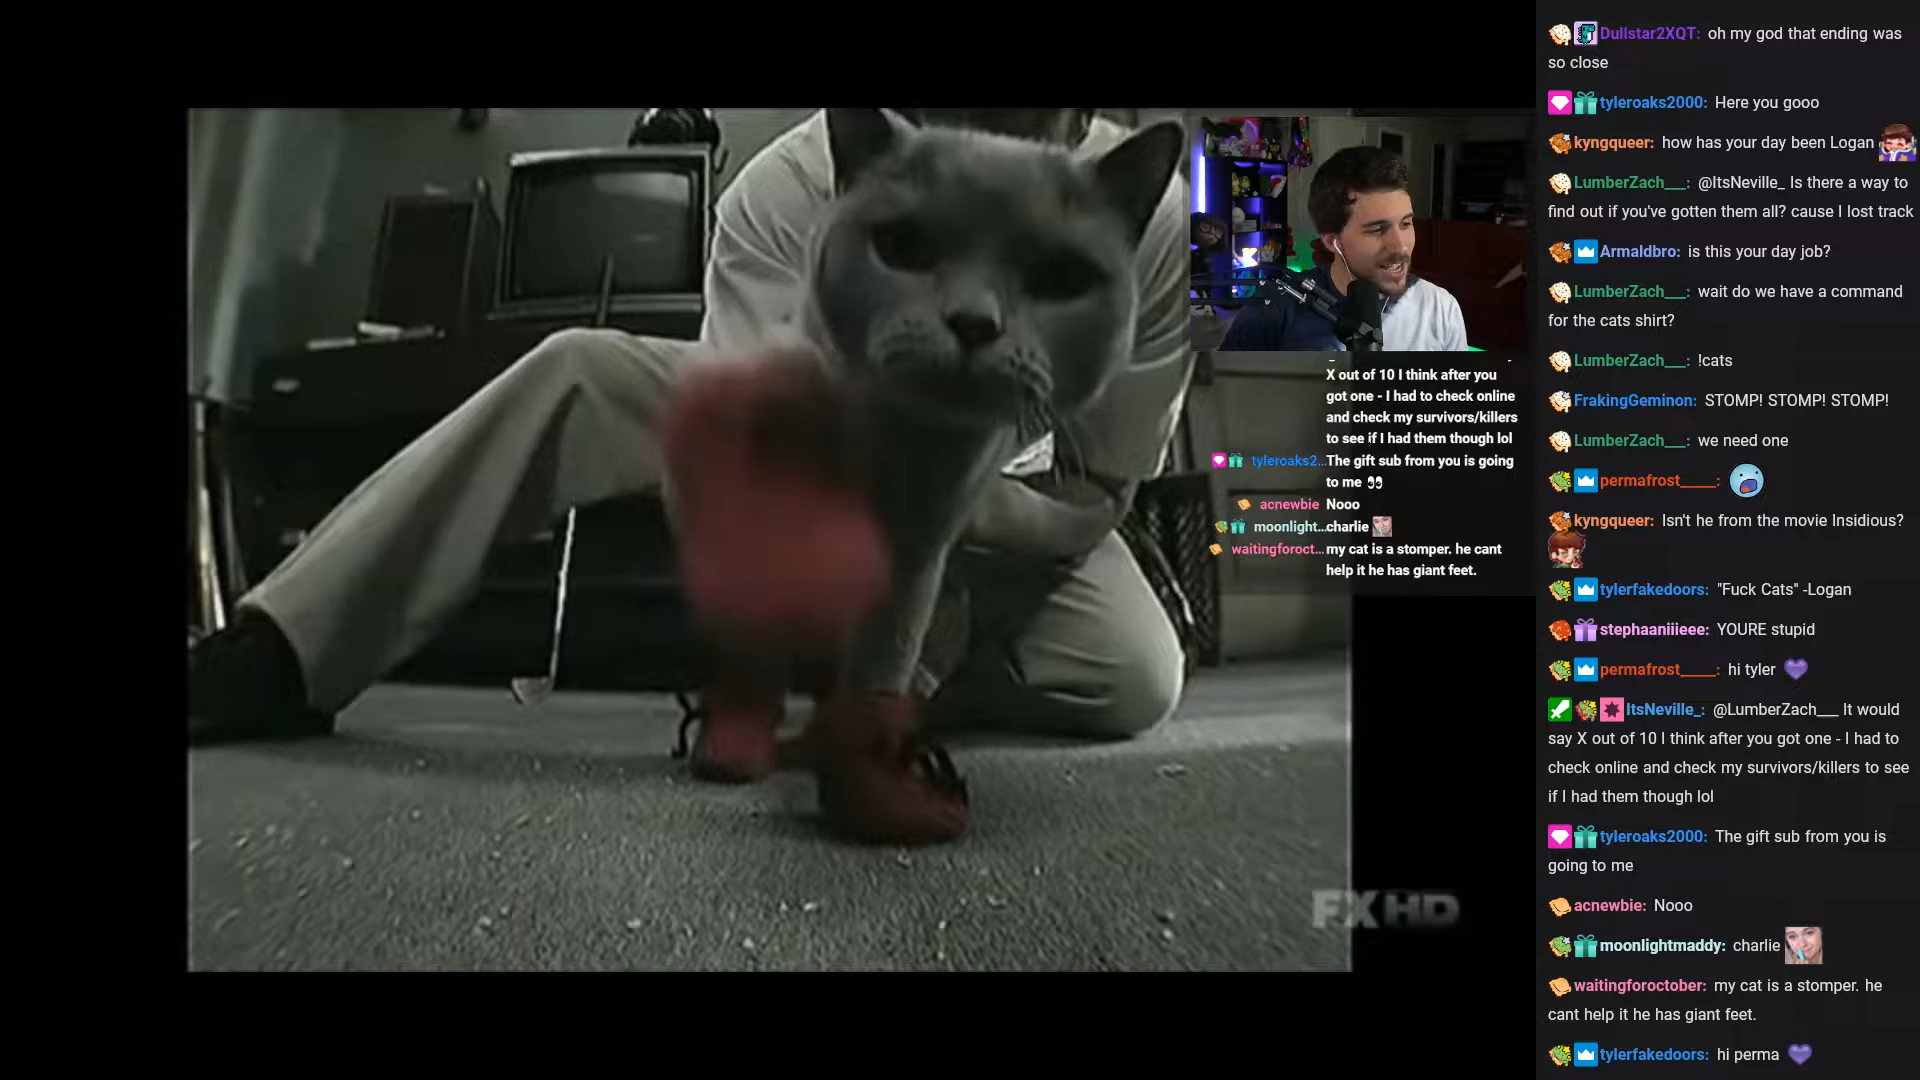 Dullstar2XQT: oh my god that ending was
so close
tyleroaks2000: Here you gooo
kyngqueer: how has your day been Logan
LumberZach___: @ItsNeville_ Is there a way to
find out if you've gotten them all? cause I lost track
Armaldbro: is this your day job?
LumberZach___: wait do we have a command
for the cats shirt?
LumberZach___: !cats
FrakingGeminon: STOMP! STOMP! STOMP!
LumberZach___: we need one
permafrost_____:
kyngqueer: Isn't he from the movie Insidious?
tylerfakedoors: "Fuck Cats" -Logan
stephaaniiieee: YOURE stupid
permafrost_____: hi tyler
ItsNeville_: @LumberZach___ It would
say X out of 10 I think after you got one - I had to
check online and check my survivors/killers to see
if I had them though lol
tyleroaks2000: The gift sub from you is
going to me
acnewbie: Nooo
moonlightmaddy: charlie
waitingforoctober: my cat is a stomper. he
cant help it he has giant feet.
tylerfakedoors: hi perma
X out of 10 I think after you
got one - I had to check online
and check my survivors/killers
to see if I had them though lol
tyleroaks2... The gift sub from you is going
to me
acnewbie Nooo
moonlight... charlie
waitingforoct... my cat is a stomper. he cant
help it he has giant feet.
FX HD